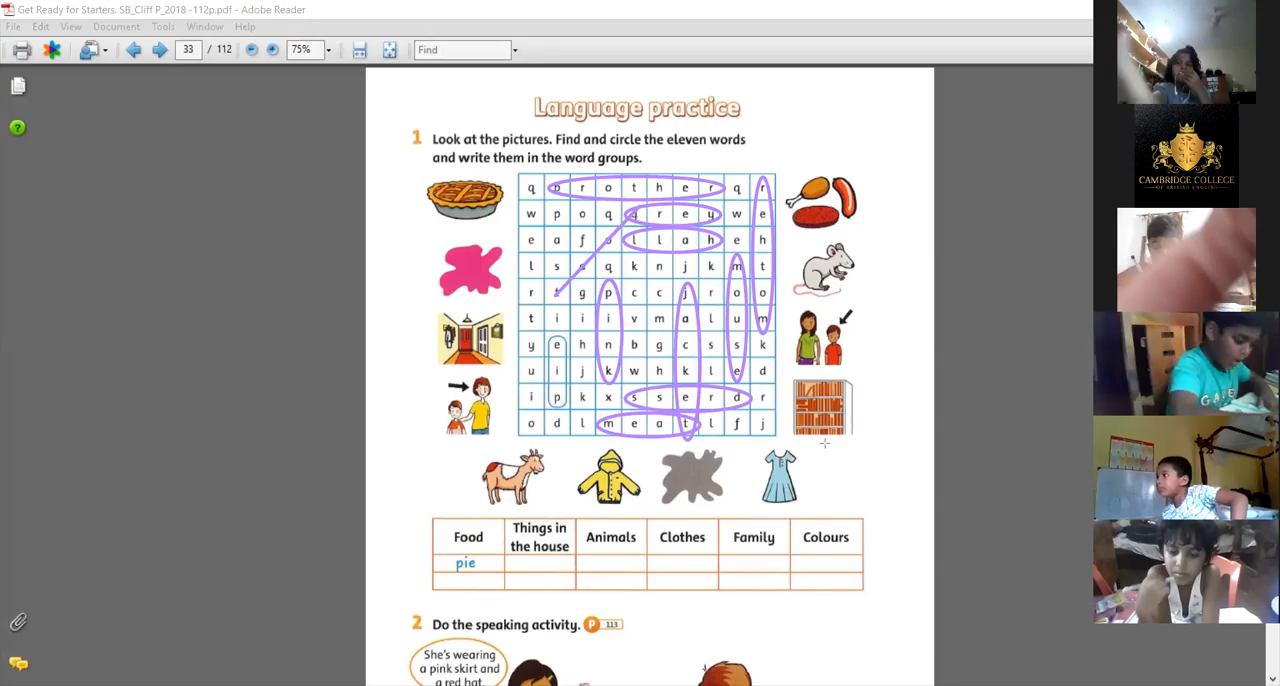 Get Ready for Starters. SB_Cliff P_2018 -112p.pdf - Adobe Reader
File Edit View Document Tools Window Help
33 / 112 75% Find
Language practice
1 Look at the pictures. Find and circle the eleven words
and write them in the word groups.
q b r o t h e r q r
w p o q g r e y w e
e a f o l l a h e h
l s a q k n j k m t
r t g p c c j r o o
t i i i v m a l u m
y e h n b g c s s k
u i j k w h k l e d
i p k x s s e r d r
o d l m e a t l f j
Food Things in the house Animals Clothes Family Colours
pie
2 Do the speaking activity. P 113
She's wearing
a pink skirt and
a red hat.
CAMBRIDGE COLLEGE
OF BRITISH ENGLISH